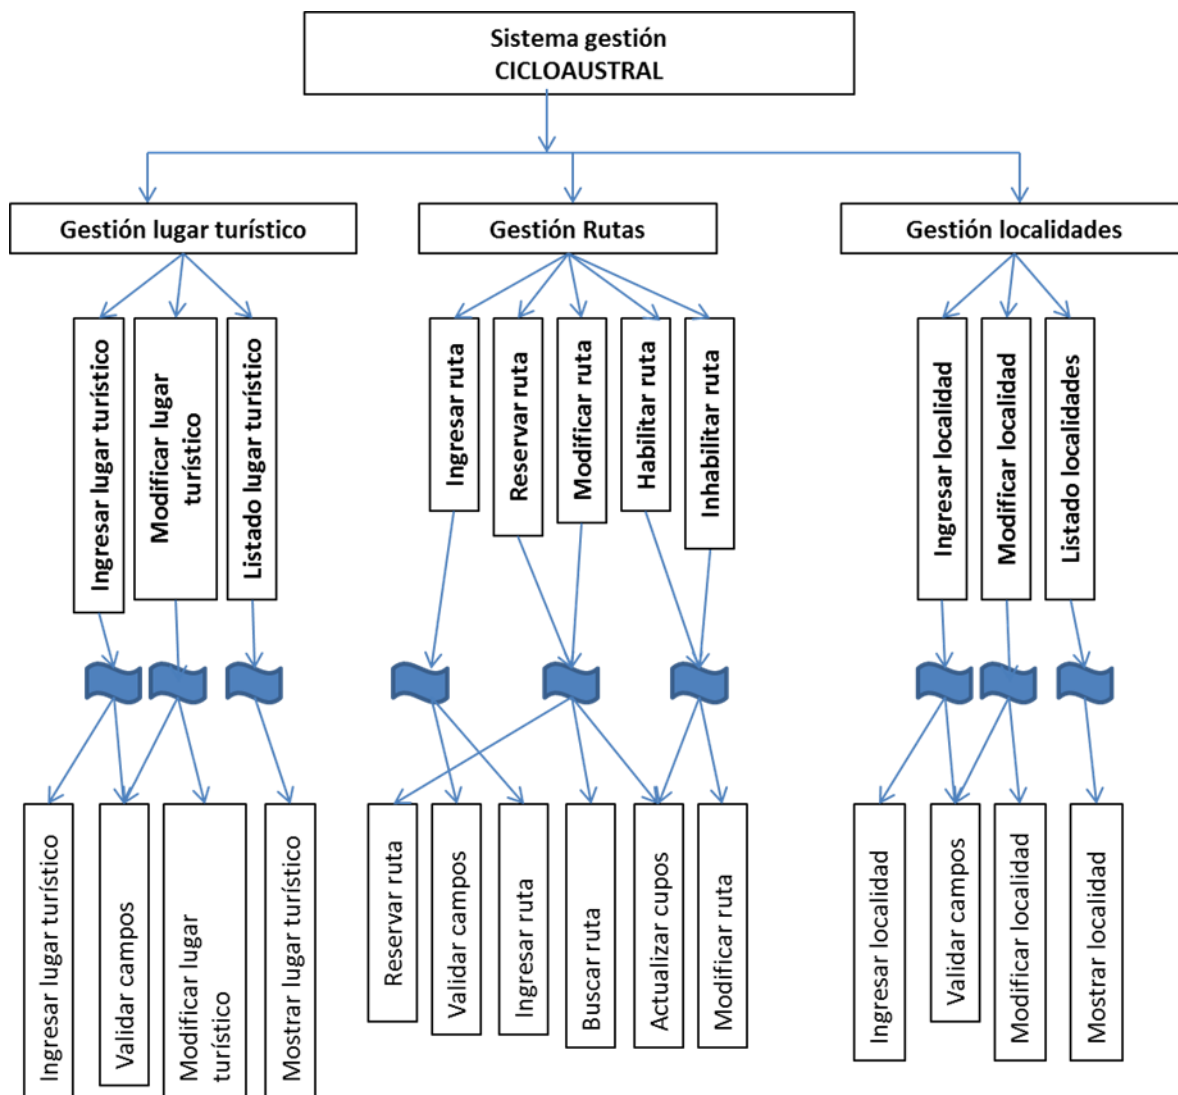 Sistema gestión
CICLOAUSTRAL
Gestión lugar turístico
Gestión Rutas
Gestión localidades
Ingresar lugar turístico
Modificar lugar
turístico
Listado lugar turístico
Ingresar ruta
Reservar ruta
Modificar ruta
Habilitar ruta
Inhabilitar ruta
Ingresar localidad
Modificar localidad
Listado localidades
Ingresar lugar turístico
Validar campos
Modificar lugar
turístico
Mostrar lugar turístico
Reservar ruta
Validar campos
Ingresar ruta
Buscar ruta
Actualizar cupos
Modificar ruta
Ingresar localidad
Validar campos
Modificar localidad
Mostrar localidad